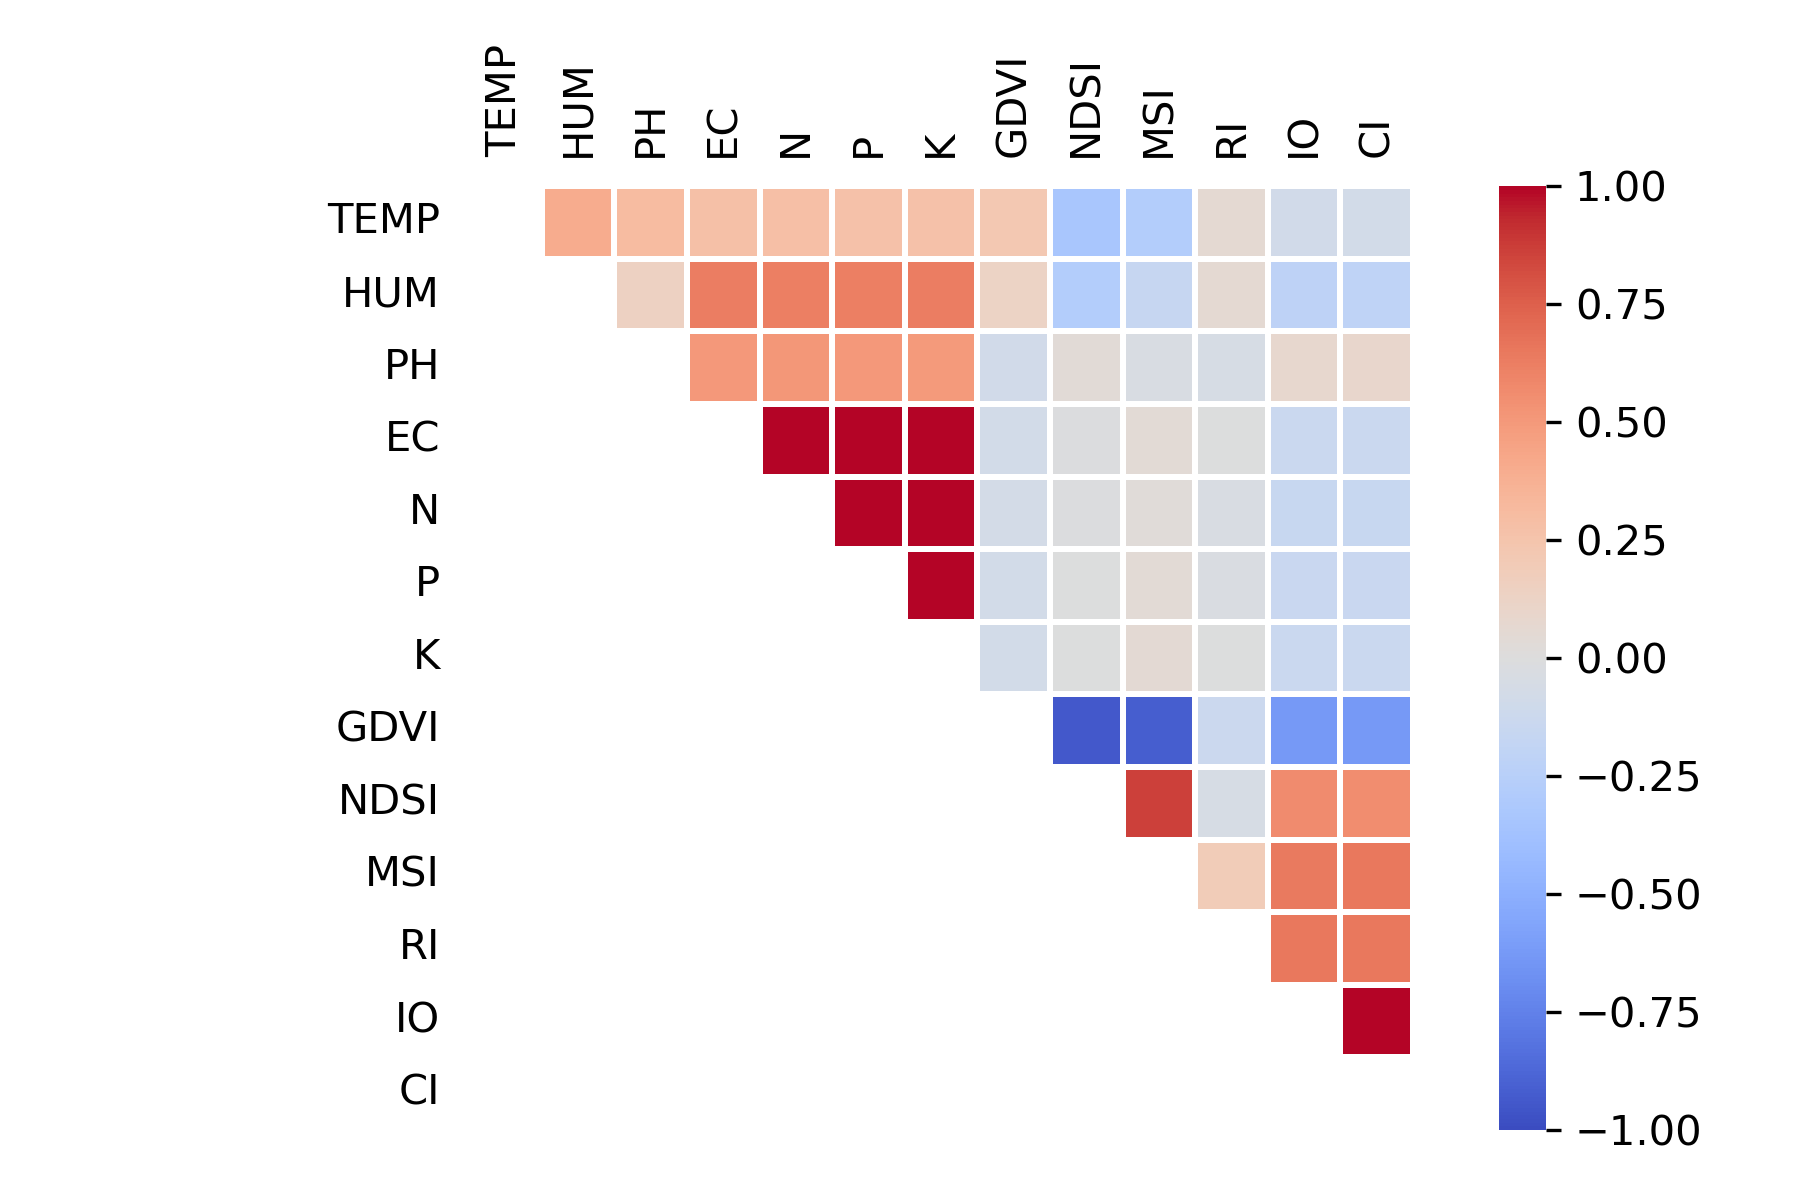 TEMP HUM PH EC N P K GDVI NDSI MSI RI IO CI
TEMP
HUM
PH
EC
N
P
K
GDVI
NDSI
MSI
RI
IO
CI
1.00
0.75
0.50
0.25
0.00
−0.25
−0.50
−0.75
−1.00